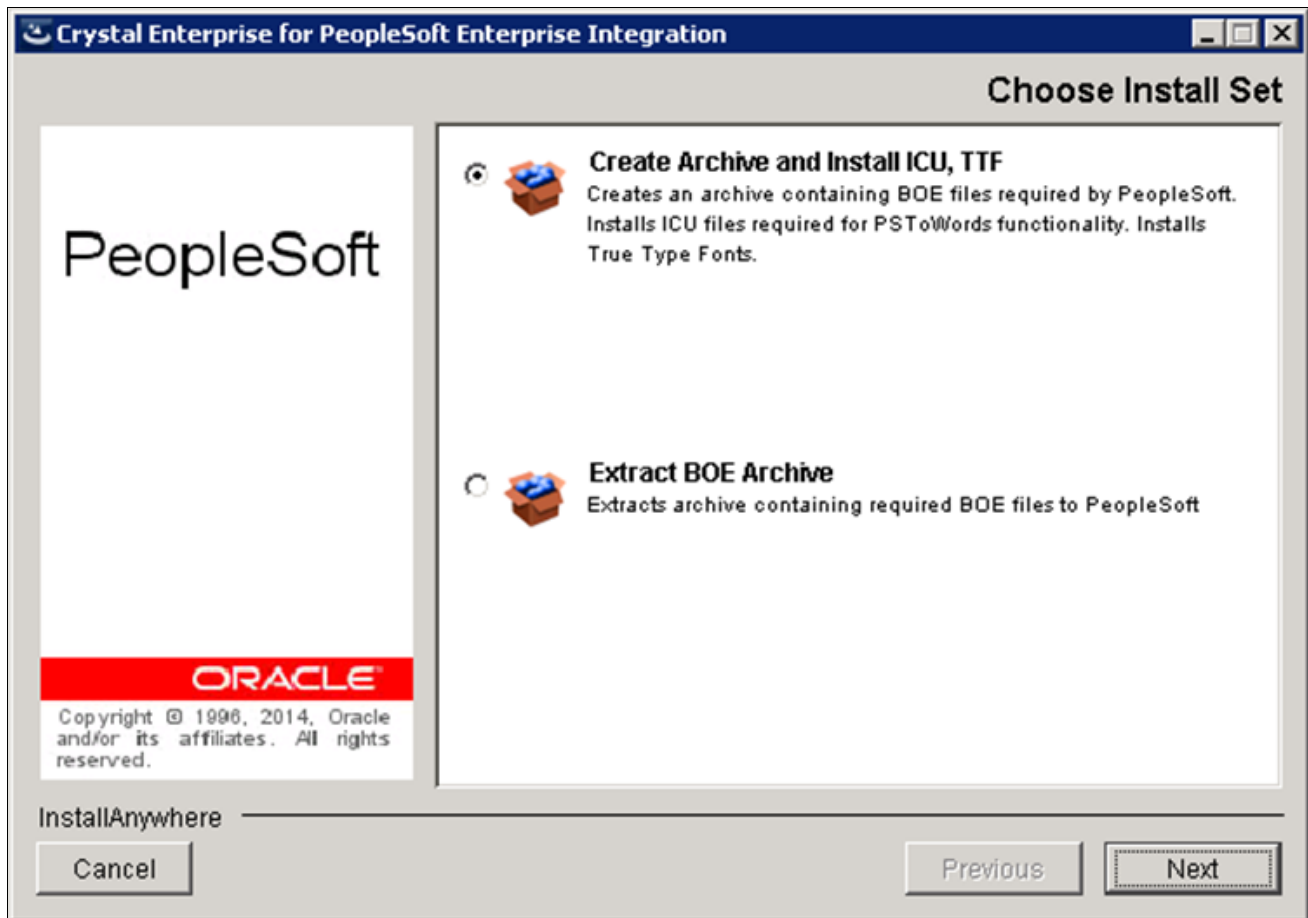 Crystal Enterprise for PeopleSoft Enterprise Integration
Choose Install Set
PeopleSoft
ORACLE
Copyright © 1996, 2014, Oracle
and/or its affiliates. All rights
reserved.
Create Archive and Install ICU, TTF
Creates an archive containing BOE files required by PeopleSoft.
Installs ICU files required for PSToWords functionality. Installs
True Type Fonts.
Extract BOE Archive
Extracts archive containing required BOE files to PeopleSoft
InstallAnywhere
Cancel
Previous
Next